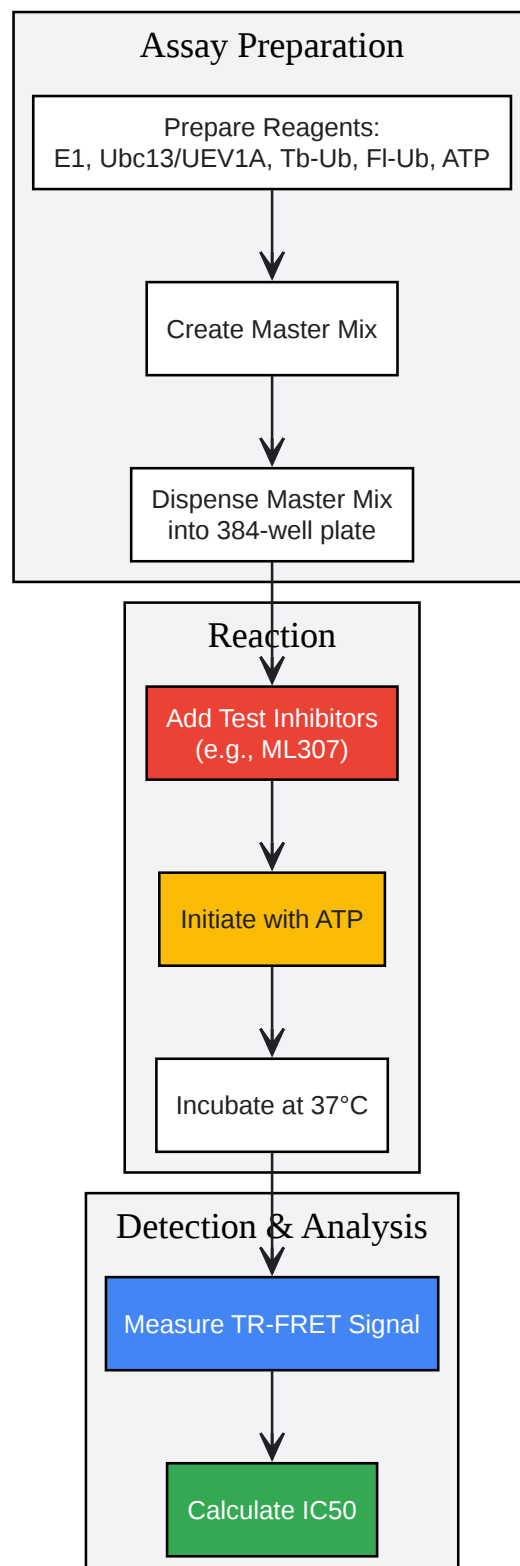 Assay Preparation
Prepare Reagents:
E1, Ubc13/UEV1A, Tb-Ub, Fl-Ub, ATP
Create Master Mix
Dispense Master Mix
into 384-well plate
Reaction
Add Test Inhibitors
(e.g., ML307)
Initiate with ATP
Incubate at 37°C
Detection & Analysis
Measure TR-FRET Signal
Calculate IC50